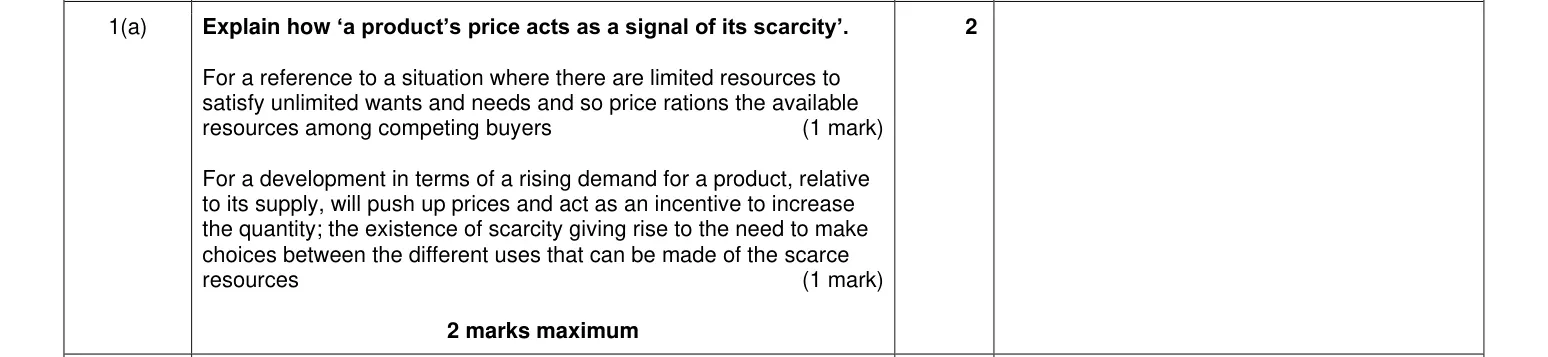 1(a) Explain how ‘a product’s price acts as a signal of its scarcity’. 2
For a reference to a situation where there are limited resources to
satisfy unlimited wants and needs and so price rations the available
resources among competing buyers (1 mark)
For a development in terms of a rising demand for a product, relative
to its supply, will push up prices and act as an incentive to increase
the quantity; the existence of scarcity giving rise to the need to make
choices between the different uses that can be made of the scarce
resources (1 mark)
2 marks maximum